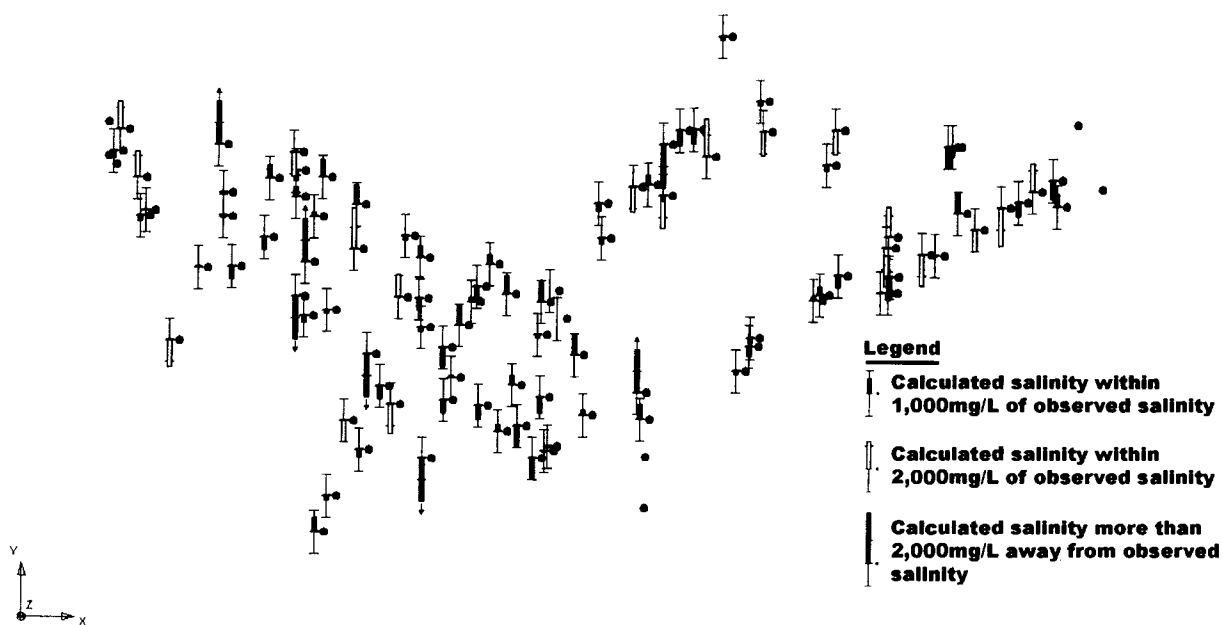 Legend
Calculated salinity within
1,000mg/L of observed salinity
Calculated salinity within
2,000mg/L of observed salinity
Calculated salinity more than
2,000mg/L away from observed
salinity
Y
Z
X